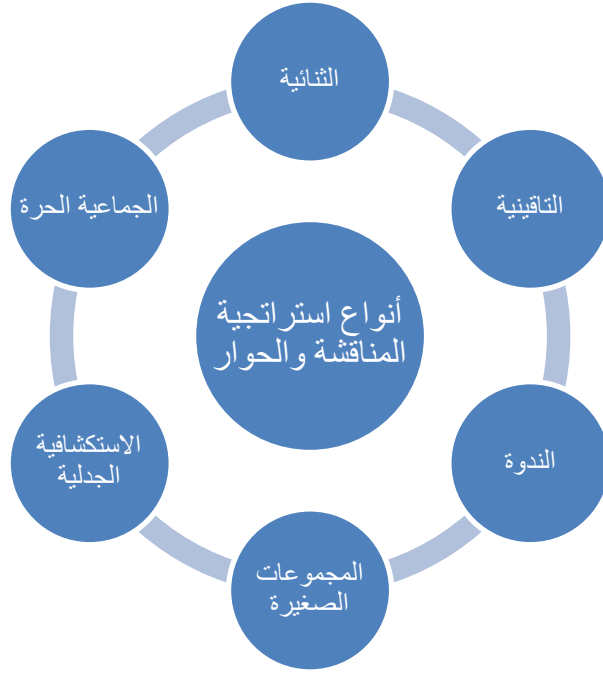 الثنائية
التاقينية
الندوة
المجموعات
الصغيرة
الاستكشافية
الجدلية
الجماعية الحرة
أنواع استراتجية
المناقشة والحوار